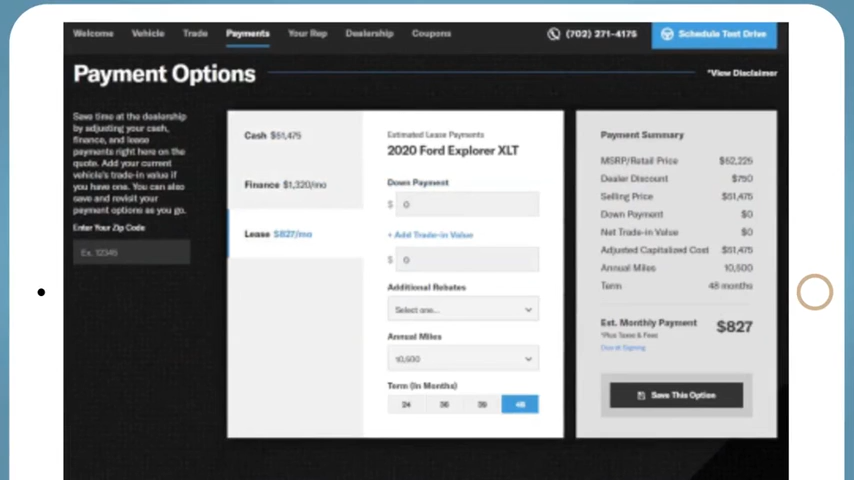 Welcome Vehicle Trade Payments Your Rep Dealership Coupons (702) 271-4175 Schedule Test Drive
Payment Options
*View Disclaimer
Save time at the dealership
by adjusting your cash,
finance, and lease
payments right here on the
quote. Add your current
vehicle's trade-in value if
you have one. You can also
save and revisit your
payment options as you go.
Enter Your Zip Code
Ex. 12345
Cash $51,475
Finance $1,320/mo
Lease $827/mo
Estimated Lease Payments
2020 Ford Explorer XLT
Down Payment
$ 0
+ Add Trade-in Value
$ 0
Additional Rebates
Select one...
Annual Miles
10,500
Term (In Months)
24 36 39 48
Payment Summary
MSRP/Retail Price $52,225
Dealer Discount $750
Selling Price $51,475
Down Payment $0
Net Trade-in Value $0
Adjusted Capitalized Cost $51,475
Annual Miles 10,500
Term 48 months
Est. Monthly Payment $827
*Plus Taxes & Fees
Due at Signing
Save This Option